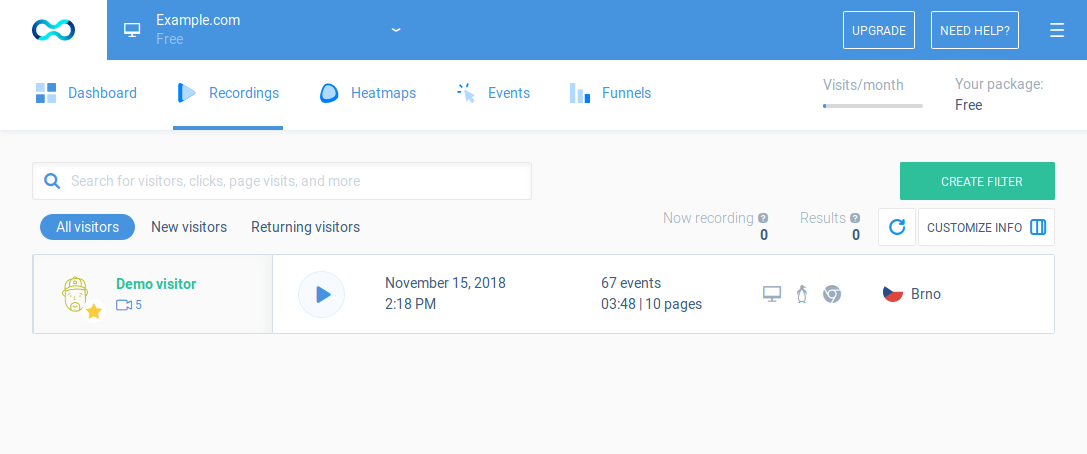 Example.com
Free
UPGRADE
NEED HELP?
Dashboard
Recordings
Heatmaps
Events
Funnels
Visits/month
Your package:
Free
Search for visitors, clicks, page visits, and more
CREATE FILTER
All visitors
New visitors
Returning visitors
Now recording ?
0
Results ?
0
CUSTOMIZE INFO
Demo visitor
5
November 15, 2018
2:18 PM
67 events
03:48 | 10 pages
Brno